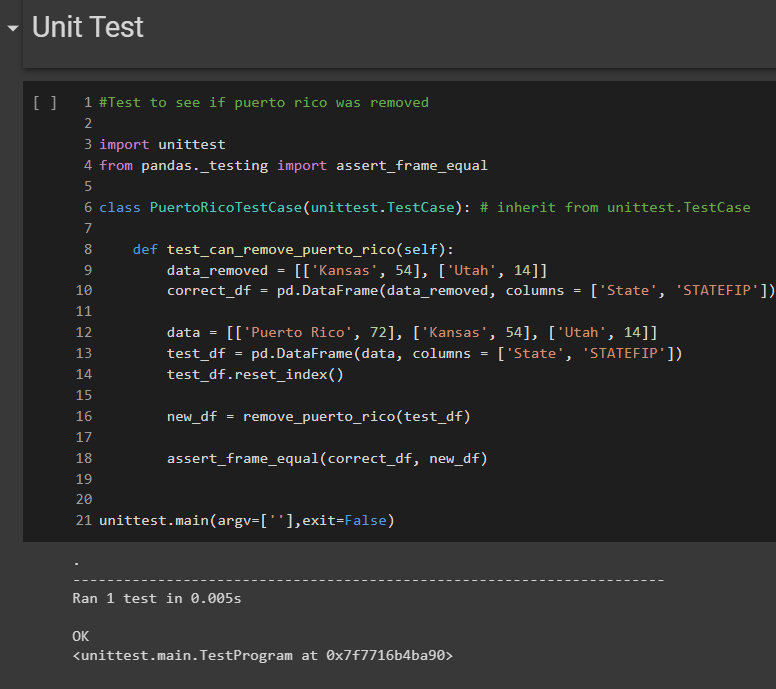 Unit Test
[ ]
1 #Test to see if puerto rico was removed
2
3 import unittest
4 from pandas._testing import assert_frame_equal
5
6 class PuertoRicoTestCase(unittest.TestCase): # inherit from unittest.TestCase
7
8     def test_can_remove_puerto_rico(self):
9         data_removed = [['Kansas', 54], ['Utah', 14]]
10         correct_df = pd.DataFrame(data_removed, columns = ['State', 'STATEFIP'])
11
12         data = [['Puerto Rico', 72], ['Kansas', 54], ['Utah', 14]]
13         test_df = pd.DataFrame(data, columns = ['State', 'STATEFIP'])
14         test_df.reset_index()
15
16         new_df = remove_puerto_rico(test_df)
17
18         assert_frame_equal(correct_df, new_df)
19
20
21 unittest.main(argv=[''],exit=False)
.
----------------------------------------------------------------------
Ran 1 test in 0.005s
OK
<unittest.main.TestProgram at 0x7f7716b4ba90>